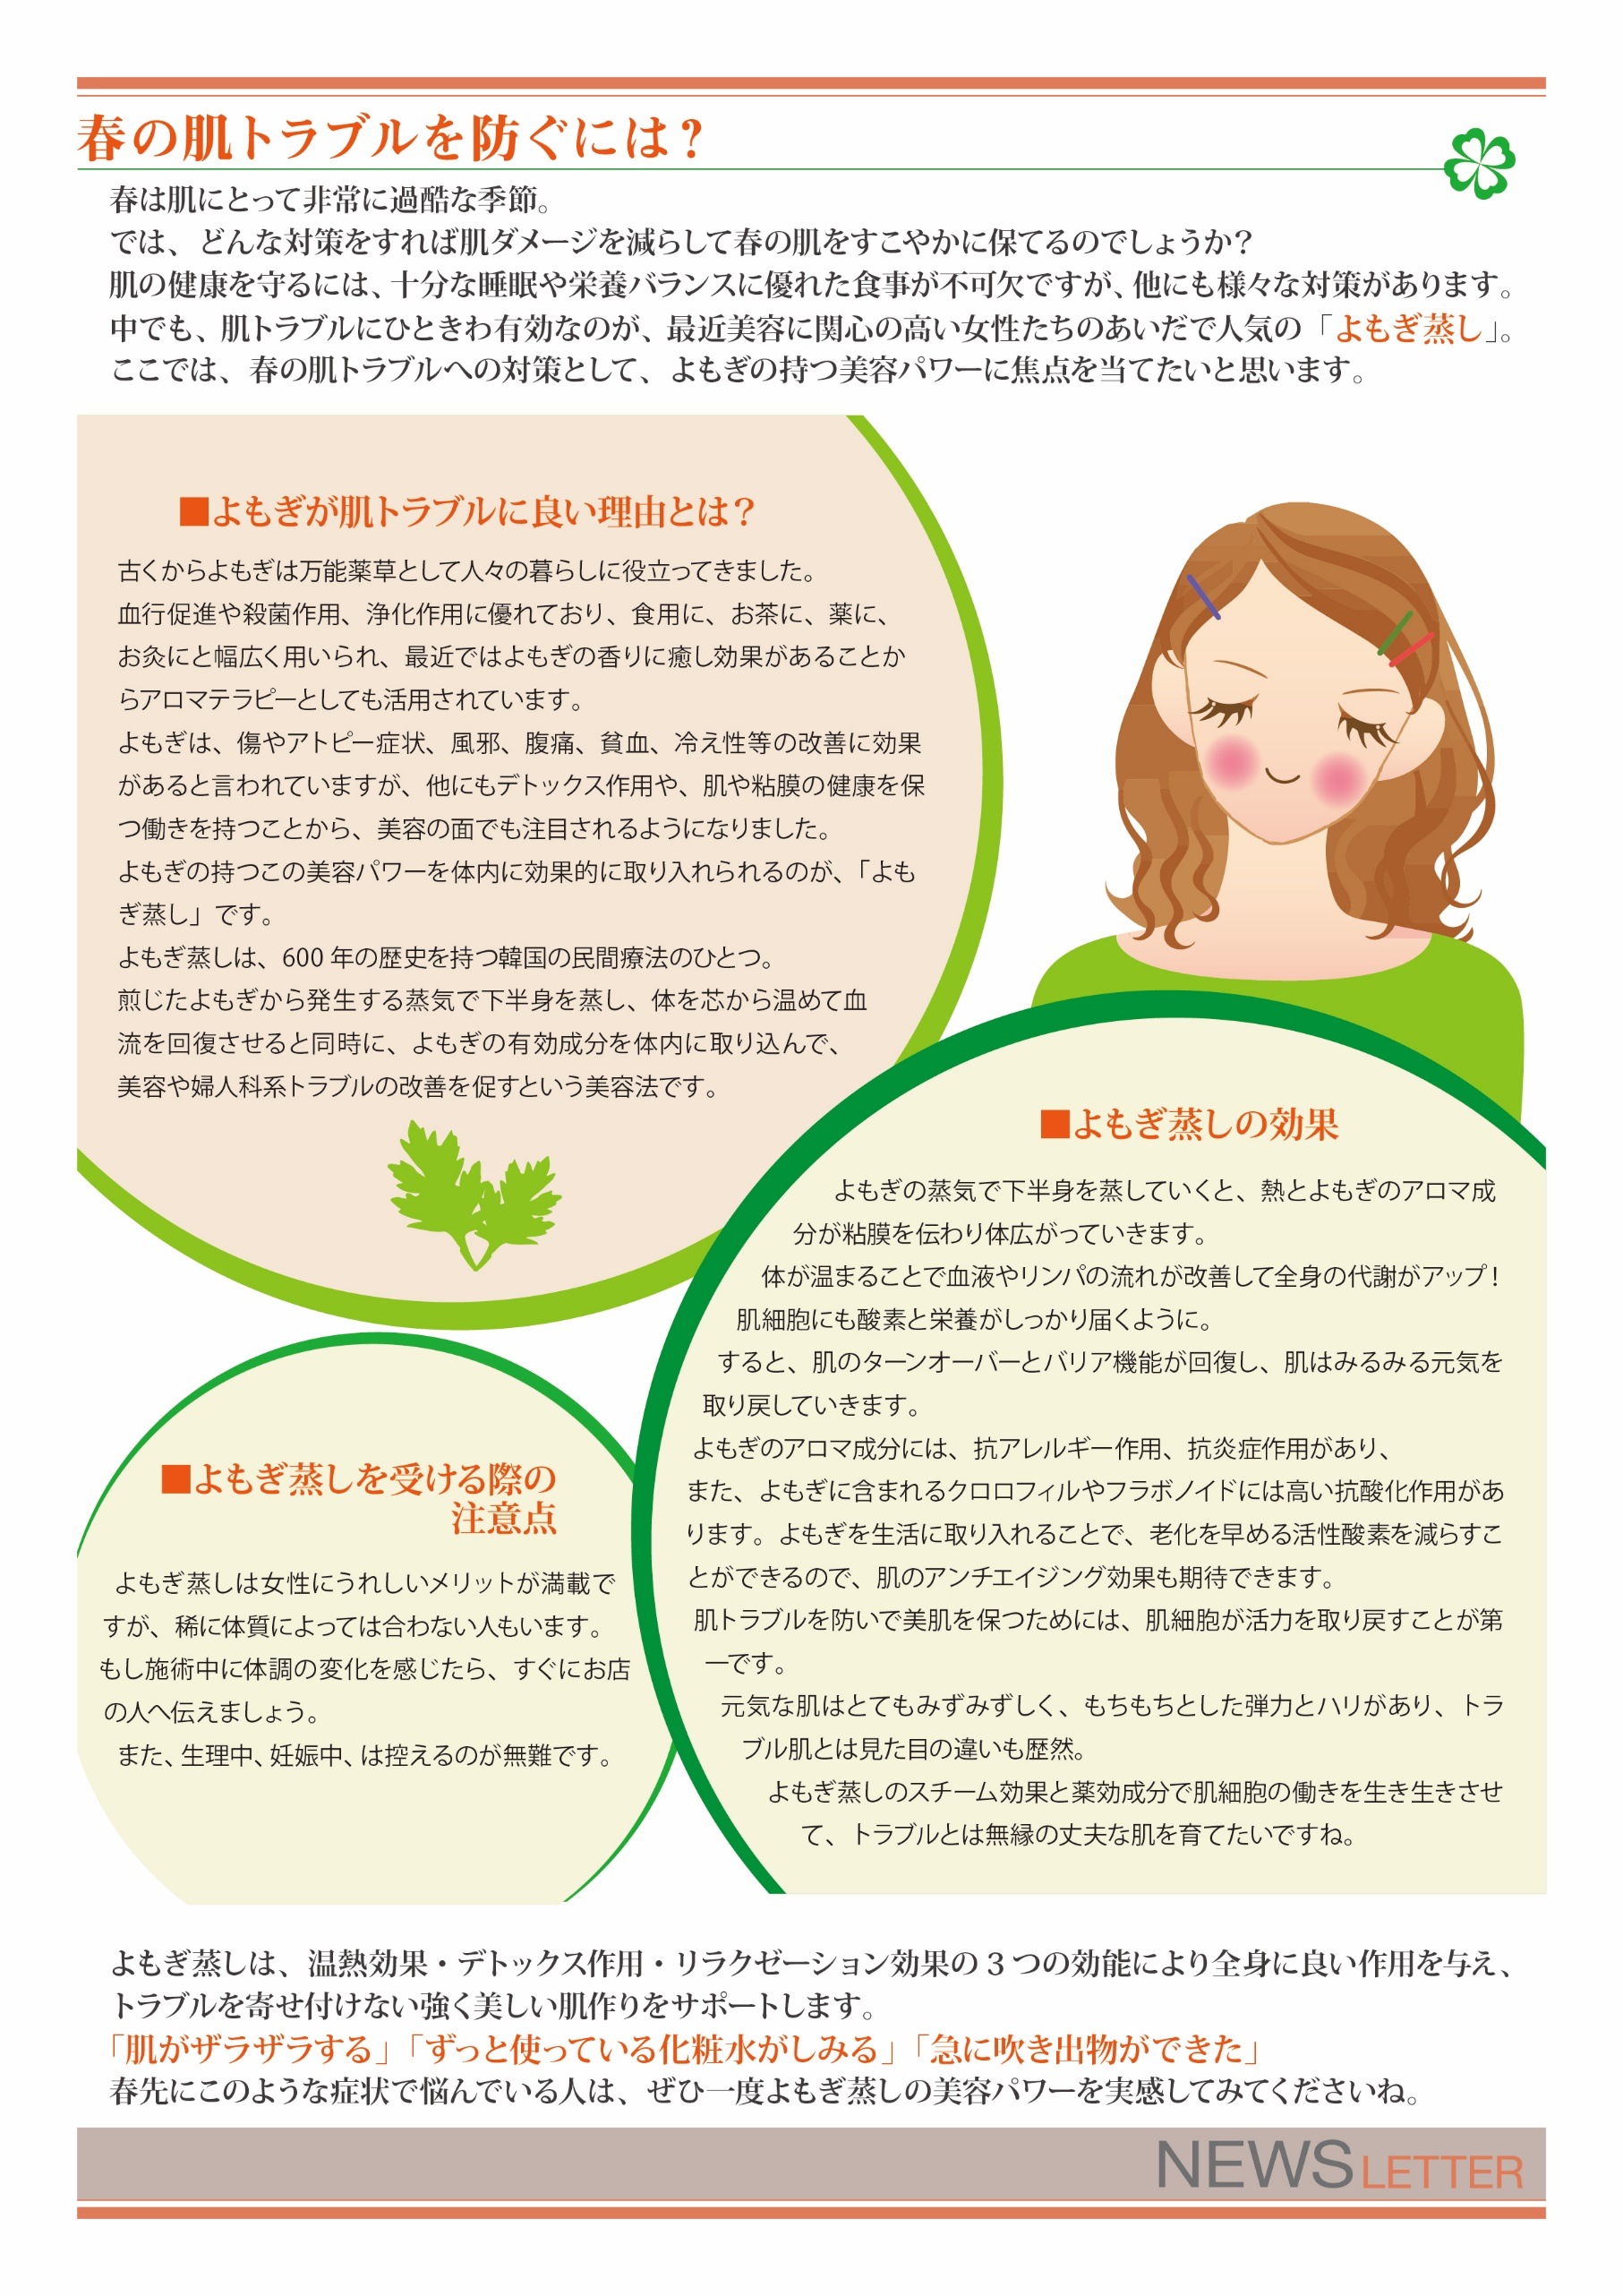 春の肌トラブルを防ぐには？
春は肌にとって非常に過酷な季節。
では、どんな対策をすれば肌ダメージを減らして春の肌をすこやかに保てるのでしょうか？
肌の健康を守るには、十分な睡眠や栄養バランスに優れた食事が不可欠ですが、他にも様々な対策があります。
中でも、肌トラブルにひときわ有効なのが、最近美容に関心の高い女性たちのあいだで人気の「よもぎ蒸し」。
ここでは、春の肌トラブルへの対策として、よもぎの持つ美容パワーに焦点を当てたいと思います。
■よもぎが肌トラブルに良い理由とは？
古くからよもぎは万能薬草として人々の暮らしに役立ってきました。
血行促進や殺菌作用、浄化作用に優れており、食用に、お茶に、薬に、
お灸にと幅広く用いられ、最近ではよもぎの香りに癒し効果があることか
らアロマテラピーとしても活用されています。
よもぎは、傷やアトピー症状、風邪、腹痛、貧血、冷え性等の改善に効果
があると言われていますが、他にもデトックス作用や、肌や粘膜の健康を保
つ働きを持つことから、美容の面でも注目されるようになりました。
よもぎの持つこの美容パワーを体内に効果的に取り入れられるのが、「よも
ぎ蒸し」です。
よもぎ蒸しは、600 年の歴史を持つ韓国の民間療法のひとつ。
煎じたよもぎから発生する蒸気で下半身を蒸し、体を芯から温めて血
流を回復させると同時に、よもぎの有効成分を体内に取り込んで、
美容や婦人科系トラブルの改善を促すという美容法です。
■よもぎ蒸しの効果
よもぎの蒸気で下半身を蒸していくと、熱とよもぎのアロマ成
分が粘膜を伝わり体広がっていきます。
体が温まることで血液やリンパの流れが改善して全身の代謝がアップ！
肌細胞にも酸素と栄養がしっかり届くように。
すると、肌のターンオーバーとバリア機能が回復し、肌はみるみる元気を
取り戻していきます。
よもぎのアロマ成分には、抗アレルギー作用、抗炎症作用があり、
また、よもぎに含まれるクロロフィルやフラボノイドには高い抗酸化作用があ
ります。よもぎを生活に取り入れることで、老化を早める活性酸素を減らすこ
とができるので、肌のアンチエイジング効果も期待できます。
肌トラブルを防いで美肌を保つためには、肌細胞が活力を取り戻すことが第
一です。
元気な肌はとてもみずみずしく、もちもちとした弾力とハリがあり、トラ
ブル肌とは見た目の違いも歴然。
よもぎ蒸しのスチーム効果と薬効成分で肌細胞の働きを生き生きさせ
て、トラブルとは無縁の丈夫な肌を育てたいですね。
■よもぎ蒸しを受ける際の
注意点
よもぎ蒸しは女性にうれしいメリットが満載で
すが、稀に体質によっては合わない人もいます。
もし施術中に体調の変化を感じたら、すぐにお店
の人へ伝えましょう。
また、生理中、妊娠中、は控えるのが無難です。
よもぎ蒸しは、温熱効果・デトックス作用・リラクゼーション効果の 3 つの効能により全身に良い作用を与え、
トラブルを寄せ付けない強く美しい肌作りをサポートします。
「肌がザラザラする」「ずっと使っている化粧水がしみる」「急に吹き出物ができた」
春先にこのような症状で悩んでいる人は、ぜひ一度よもぎ蒸しの美容パワーを実感してみてくださいね。
NEWS LETTER